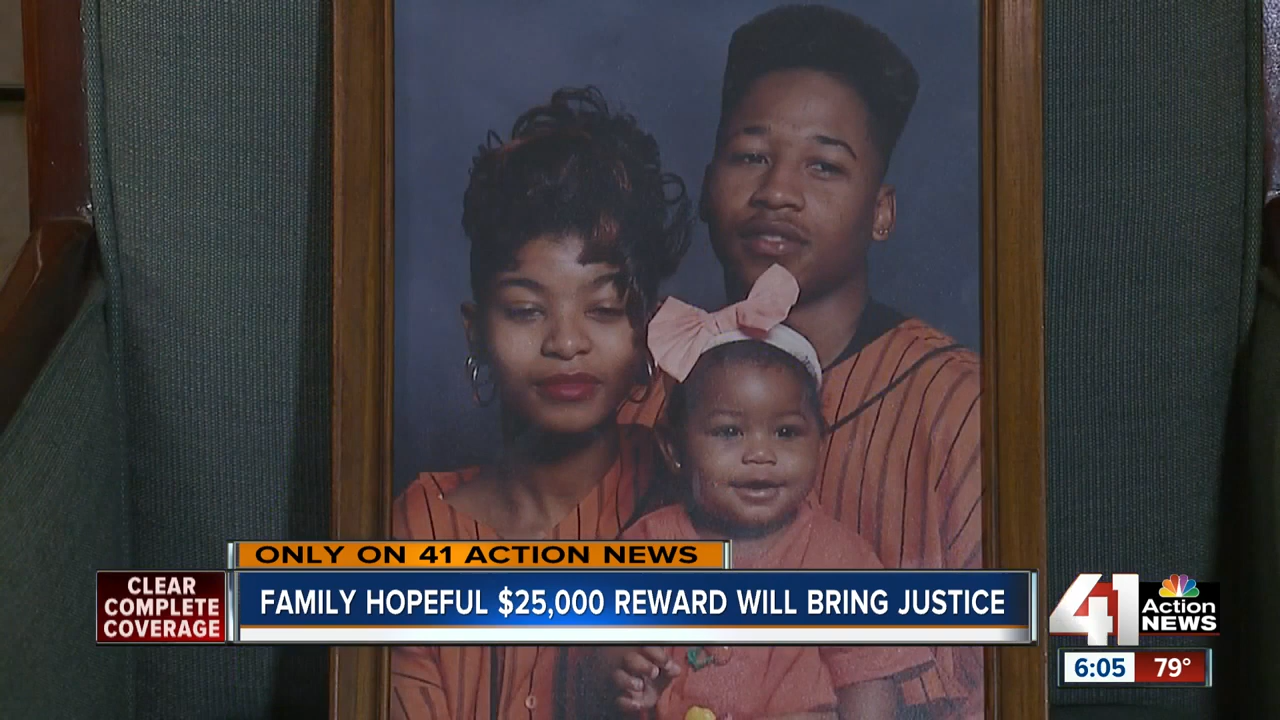 ONLY ON 41 ACTION NEWS
CLEAR
COMPLETE
COVERAGE
FAMILY HOPEFUL $25,000 REWARD WILL BRING JUSTICE
41
Action
NEWS
6:05
79°